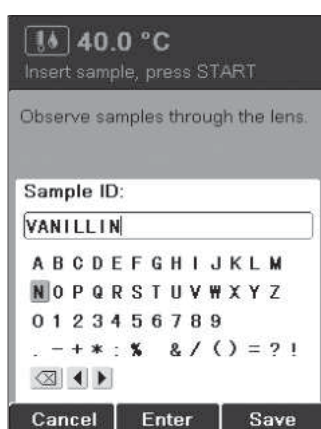 40.0 °C
Insert sample, press START
Observe samples through the lens.
Sample ID:
VANILLIN
A B C D E F G H I J K L M
N O P Q R S T U V W X Y Z
0 1 2 3 4 5 6 7 8 9
. - + * : % & / ( ) = ? !
Cancel Enter Save